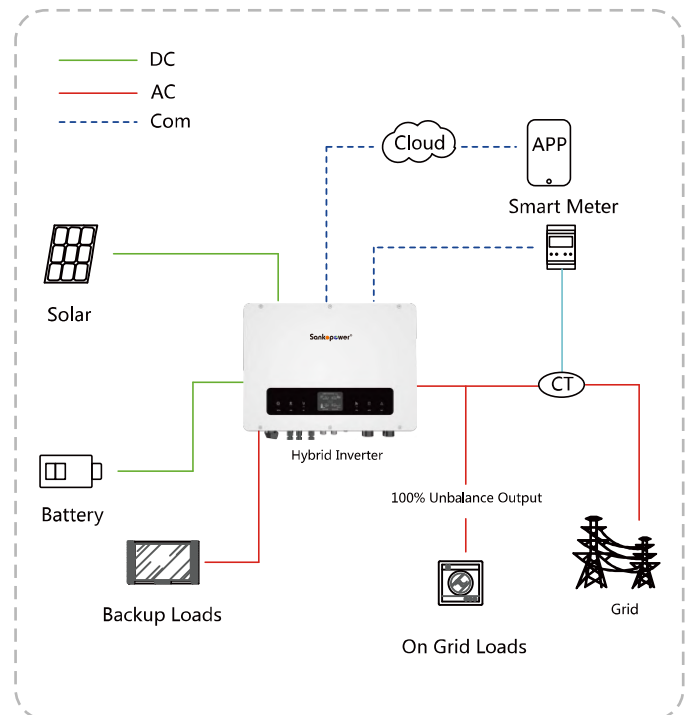 DC
AC
Com
Cloud
APP
Smart Meter
Solar
Sankopower®
CT
Hybrid Inverter
Battery
100% Unbalance Output
Backup Loads
Grid
On Grid Loads